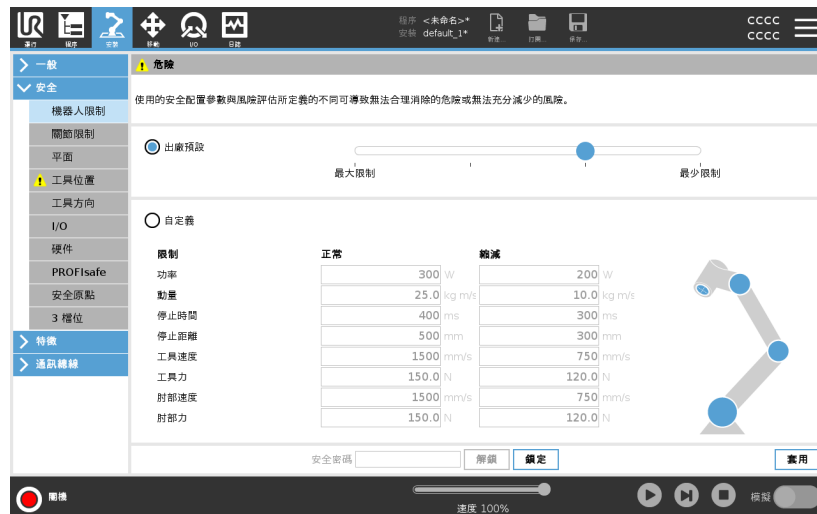 UR
程序 <未命名>*
安裝 default_1*
cccc
cccc
運行
程序
安裝
移動
I/O
日誌
新建...
打開...
保存...
一般
安全
機器人限制
關節限制
平面
工具位置
工具方向
I/O
硬件
PROFIsafe
安全原點
3 檔位
特徵
通訊總線
危險
使用的安全配置參數與風險評估所定義的不同可導致無法合理消除的危險或無法充分減少的風險。
出廠預設
最大限制
最少限制
自定義
限制 正常 縮減
功率 300 W 200 W
動量 25.0 kg m/s 10.0 kg m/s
停止時間 400 ms 300 ms
停止距離 500 mm 300 mm
工具速度 1500 mm/s 750 mm/s
工具力 150.0 N 120.0 N
肘部速度 1500 mm/s 750 mm/s
肘部力 150.0 N 120.0 N
安全密碼 解鎖 鎖定 套用
關機
速度 100%
模擬